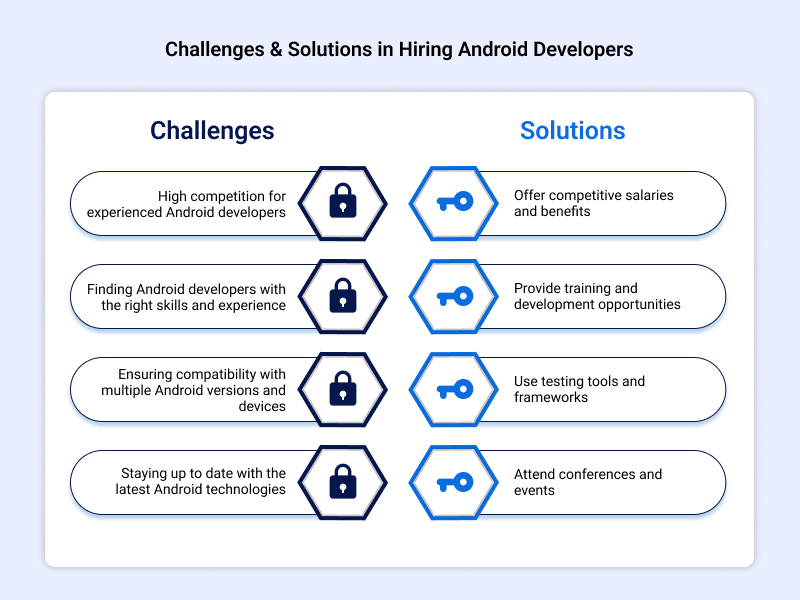 Challenges & Solutions in Hiring Android Developers
Challenges
Solutions
High competition for
experienced Android developers
Offer competitive salaries
and benefits
Finding Android developers with
the right skills and experience
Provide training and
development opportunities
Ensuring compatibility with
multiple Android versions and
devices
Use testing tools and
frameworks
Staying up to date with the
latest Android technologies
Attend conferences and
events